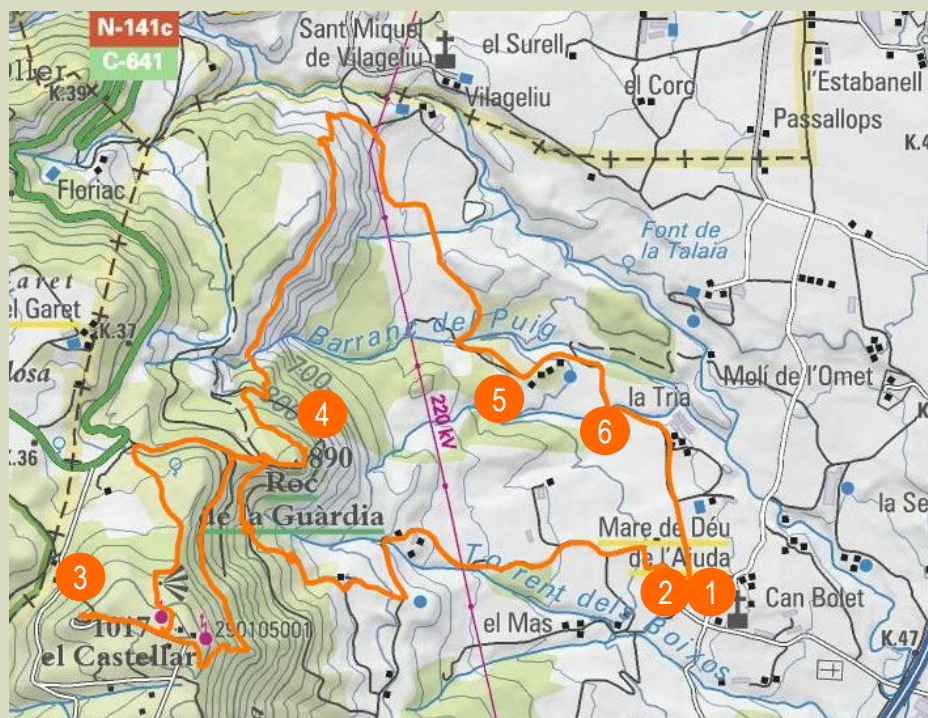 N-141c
C-641
Sant Miquel
de Vilageliu
el Surell
l'Estabanell
el Corc
Vilageliu
Passallops
K.39
Floriac
Font de
la Talaia
el Garet
K.37
Barranc del Puig
Molí de l'Omet
700
800
4
5
la Tria
6
220 kV
K.36
890
Roc
de la Guàrdia
la Se
Mare de Déu
de l'Ajuda
Torrent dels Boixos
3
2
1
Can Bolet
1017
el Castellar
290105001
el Mas
K.47